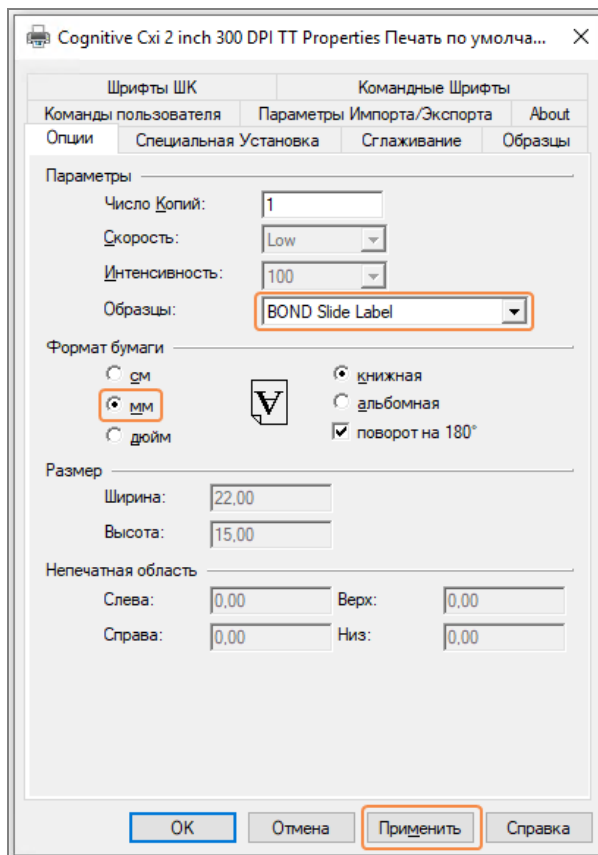 Cognitive Cxi 2 inch 300 DPI TT Properties Печать по умолча...
Шрифты ШК Командные Шрифты
Команды пользователя Параметры Импорта/Экспорта About
Опции Специальная Установка Сглаживание Образцы
Параметры
Число Копий: 1
Скорость: Low
Интенсивность: 100
Образцы: BOND Slide Label
Формат бумаги
см книжная
мм альбомная
дюйм поворот на 180°
A
Размер
Ширина: 22,00
Высота: 15,00
Непечатная область
Слева: 0,00 Верх: 0,00
Справа: 0,00 Низ: 0,00
OK Отмена Применить Справка